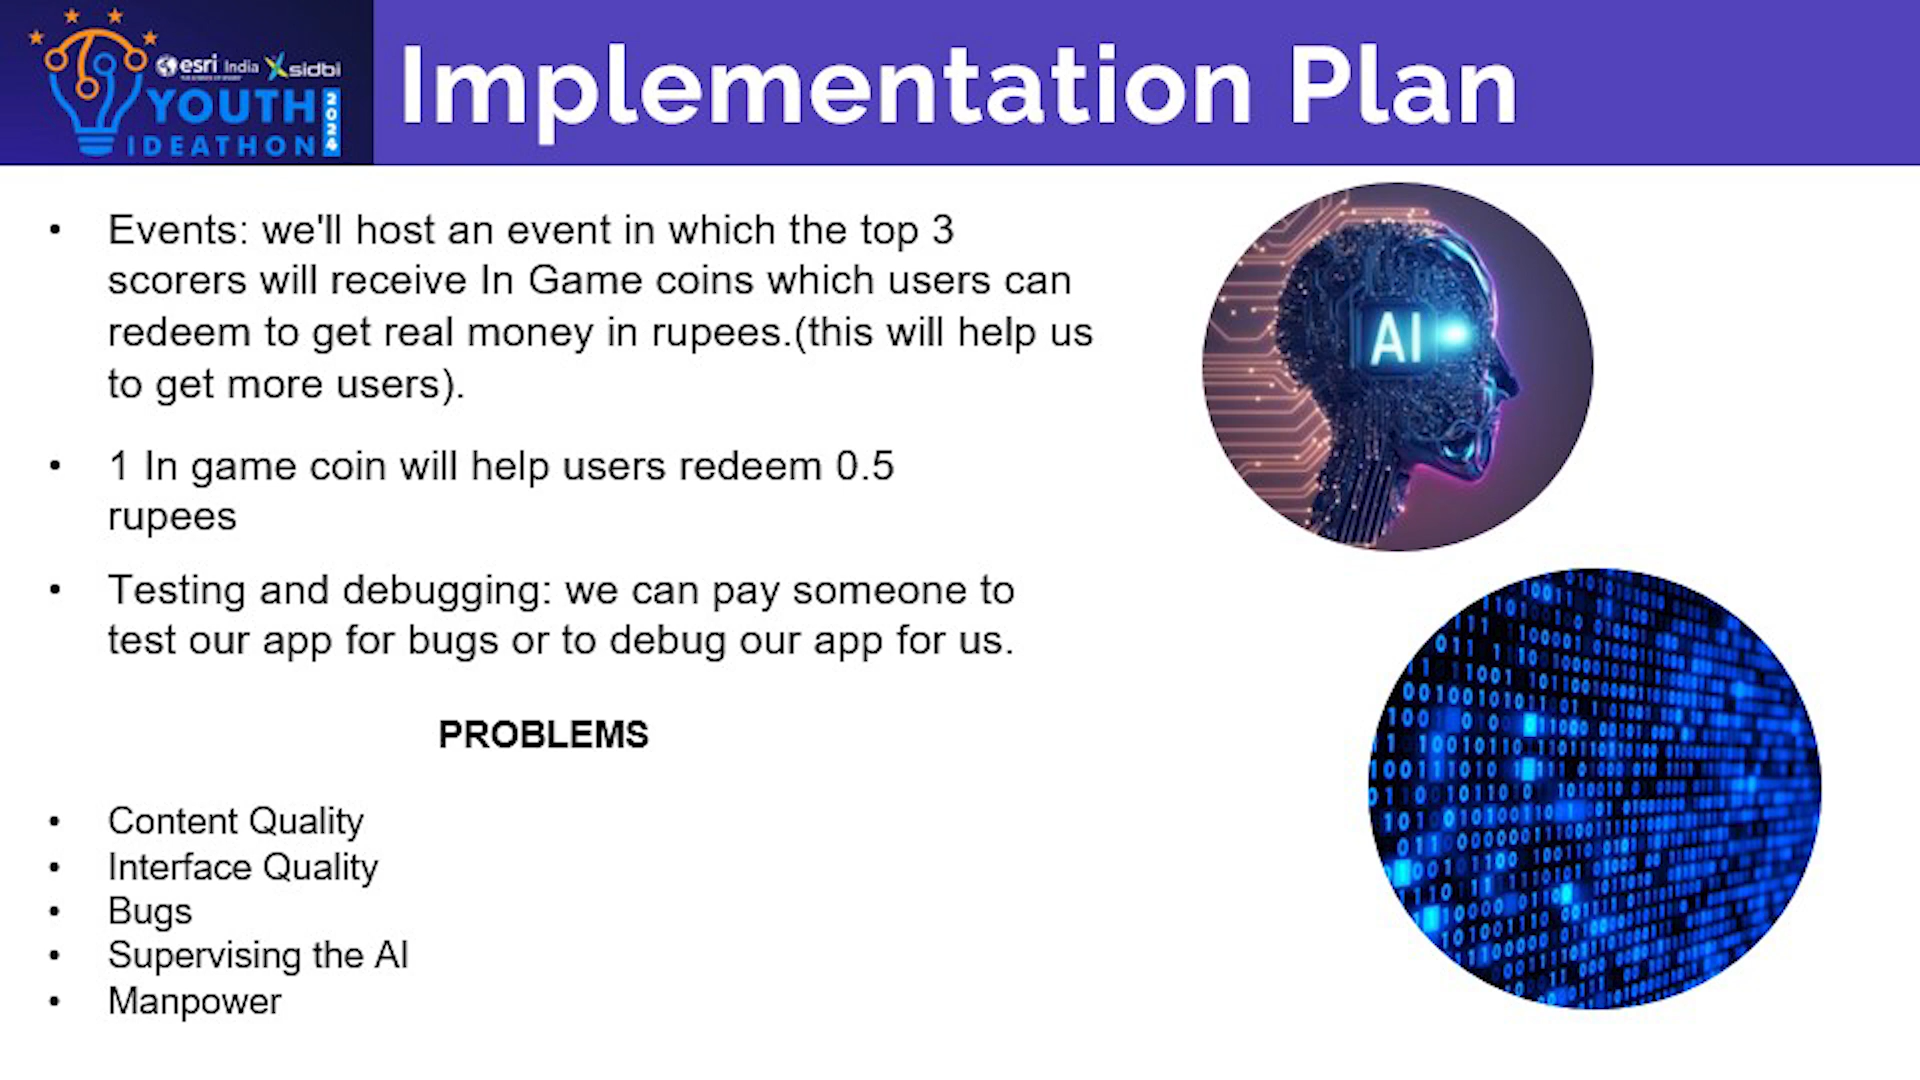 esri India sidbi
YOUTH
IDEATHON
2024
Implementation Plan
• Events: we'll host an event in which the top 3
scorers will receive In Game coins which users can
redeem to get real money in rupees.(this will help us
to get more users).
• 1 In game coin will help users redeem 0.5
rupees
• Testing and debugging: we can pay someone to
test our app for bugs or to debug our app for us.
PROBLEMS
• Content Quality
• Interface Quality
• Bugs
• Supervising the AI
• Manpower
AI